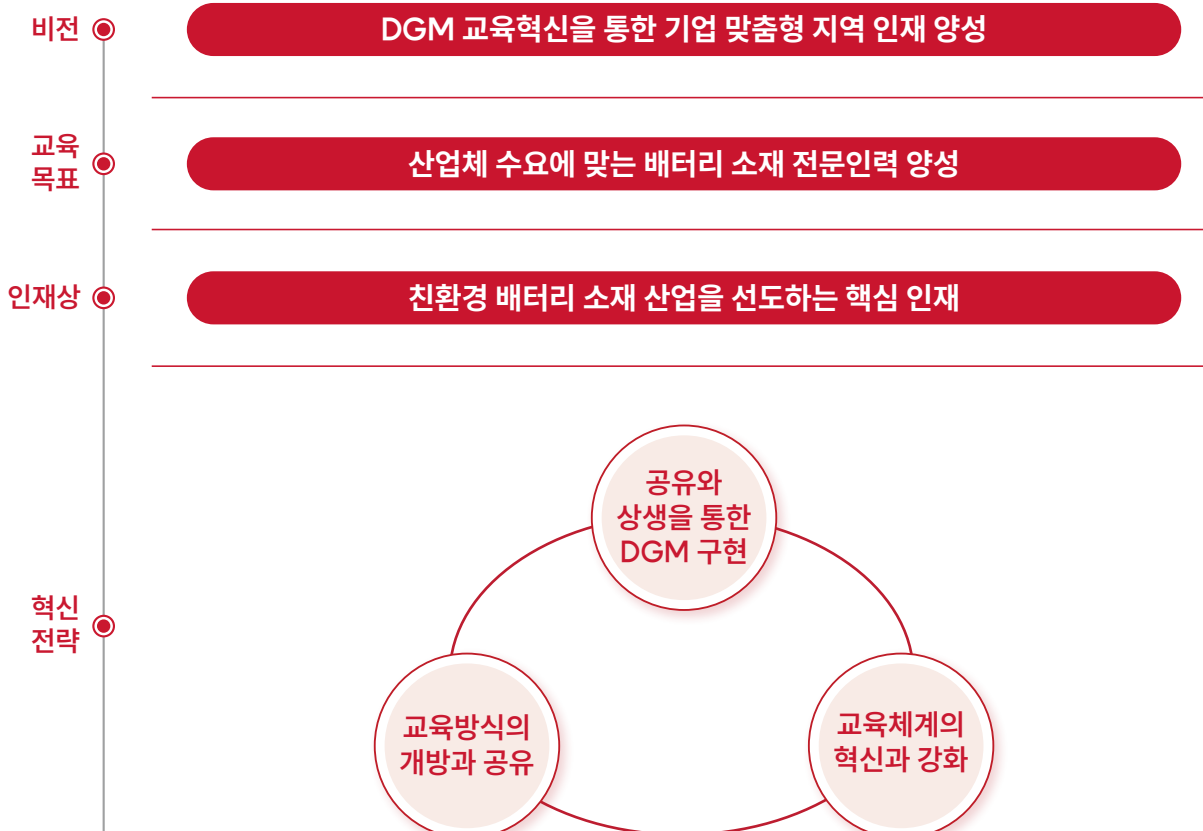 비전
DGM 교육혁신을 통한 기업 맞춤형 지역 인재 양성
교육
목표
산업체 수요에 맞는 배터리 소재 전문인력 양성
인재상
친환경 배터리 소재 산업을 선도하는 핵심 인재
혁신
전략
공유와
상생을 통한
DGM 구현
교육방식의
개방과 공유
교육체계의
혁신과 강화